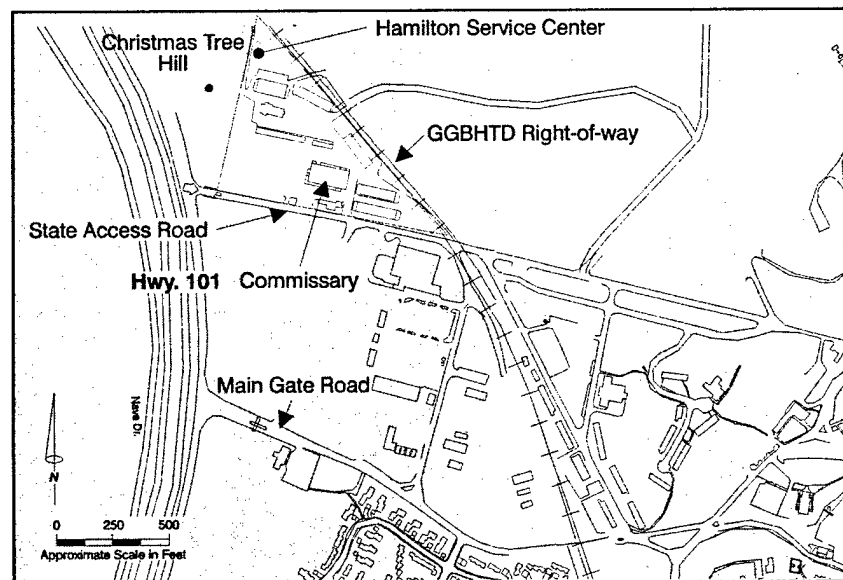 Christmas Tree
Hill
Hamilton Service Center
GGBHTD Right-of-way
State Access Road
Hwy. 101
Commissary
Main Gate Road
Nave Dr.
N
0 250 500
Approximate Scale in Feet